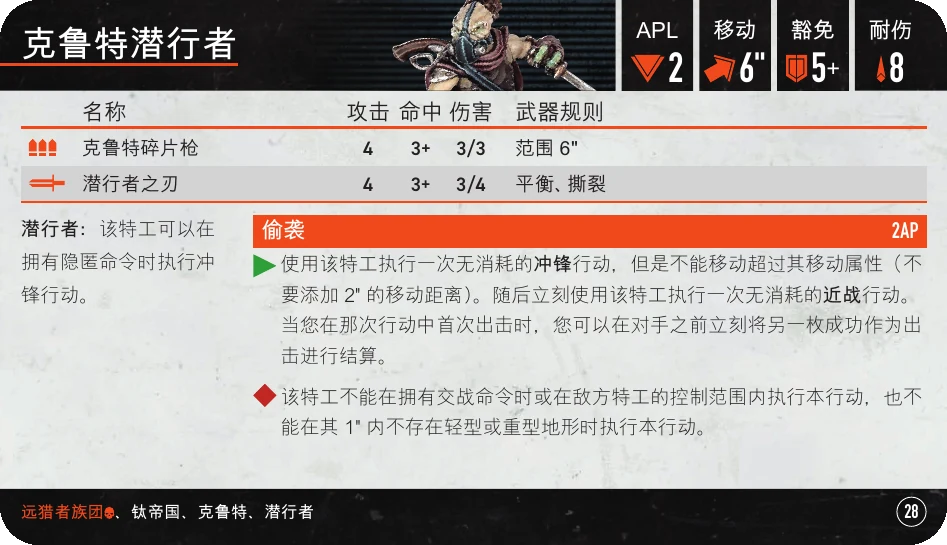 克鲁特潜行者
APL 移动 豁免 耐伤
2 6" 5+ 8
名称 攻击 命中 伤害 武器规则
克鲁特碎片枪 4 3+ 3/3 范围 6"
潜行者之刃 4 3+ 3/4 平衡、撕裂
潜行者：该特工可以在
拥有隐匿命令时执行冲
锋行动。
偷袭 2AP
使用该特工执行一次无消耗的冲锋行动，但是不能移动超过其移动属性（不
要添加 2" 的移动距离）。随后立刻使用该特工执行一次无消耗的近战行动。
当您在那次行动中首次出击时，您可以在对手之前立刻将另一枚成功作为出
击进行结算。
该特工不能在拥有交战命令时或在敌方特工的控制范围内执行本行动，也不
能在其 1" 内不存在轻型或重型地形时执行本行动。
远猎者族团、钛帝国、克鲁特、潜行者
28